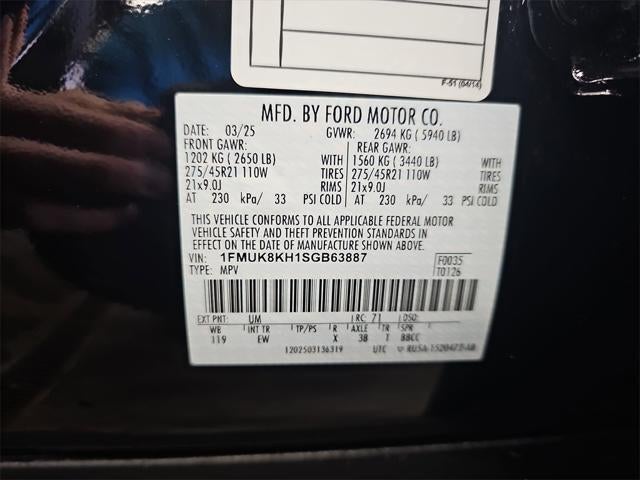 F-51 (04/14)
MFD. BY FORD MOTOR CO.
DATE: 03/25 GVWR: 2694 KG ( 5940 LB)
FRONT GAWR: REAR GAWR:
1202 KG ( 2650 LB) WITH 1560 KG ( 3440 LB) WITH
275/45R21 110W TIRES 275/45R21 110W TIRES
21x9.0J RIMS 21x9.0J RIMS
AT 230 kPa/ 33 PSI COLD AT 230 kPa/ 33 PSI COLD
THIS VEHICLE CONFORMS TO ALL APPLICABLE FEDERAL MOTOR
VEHICLE SAFETY AND THEFT PREVENTION STANDARDS IN
EFFECT ON THE DATE OF MANUFACTURE SHOWN ABOVE.
VIN: 1FMUK8KH1SGB63887 F0035
TYPE: MPV T0126
EXT PNT: UM RC: 71 DSO:
WB INT TR TP/PS R AXLE TR SPR
119 EW X 3B T BBCC
1202503136319 UTC